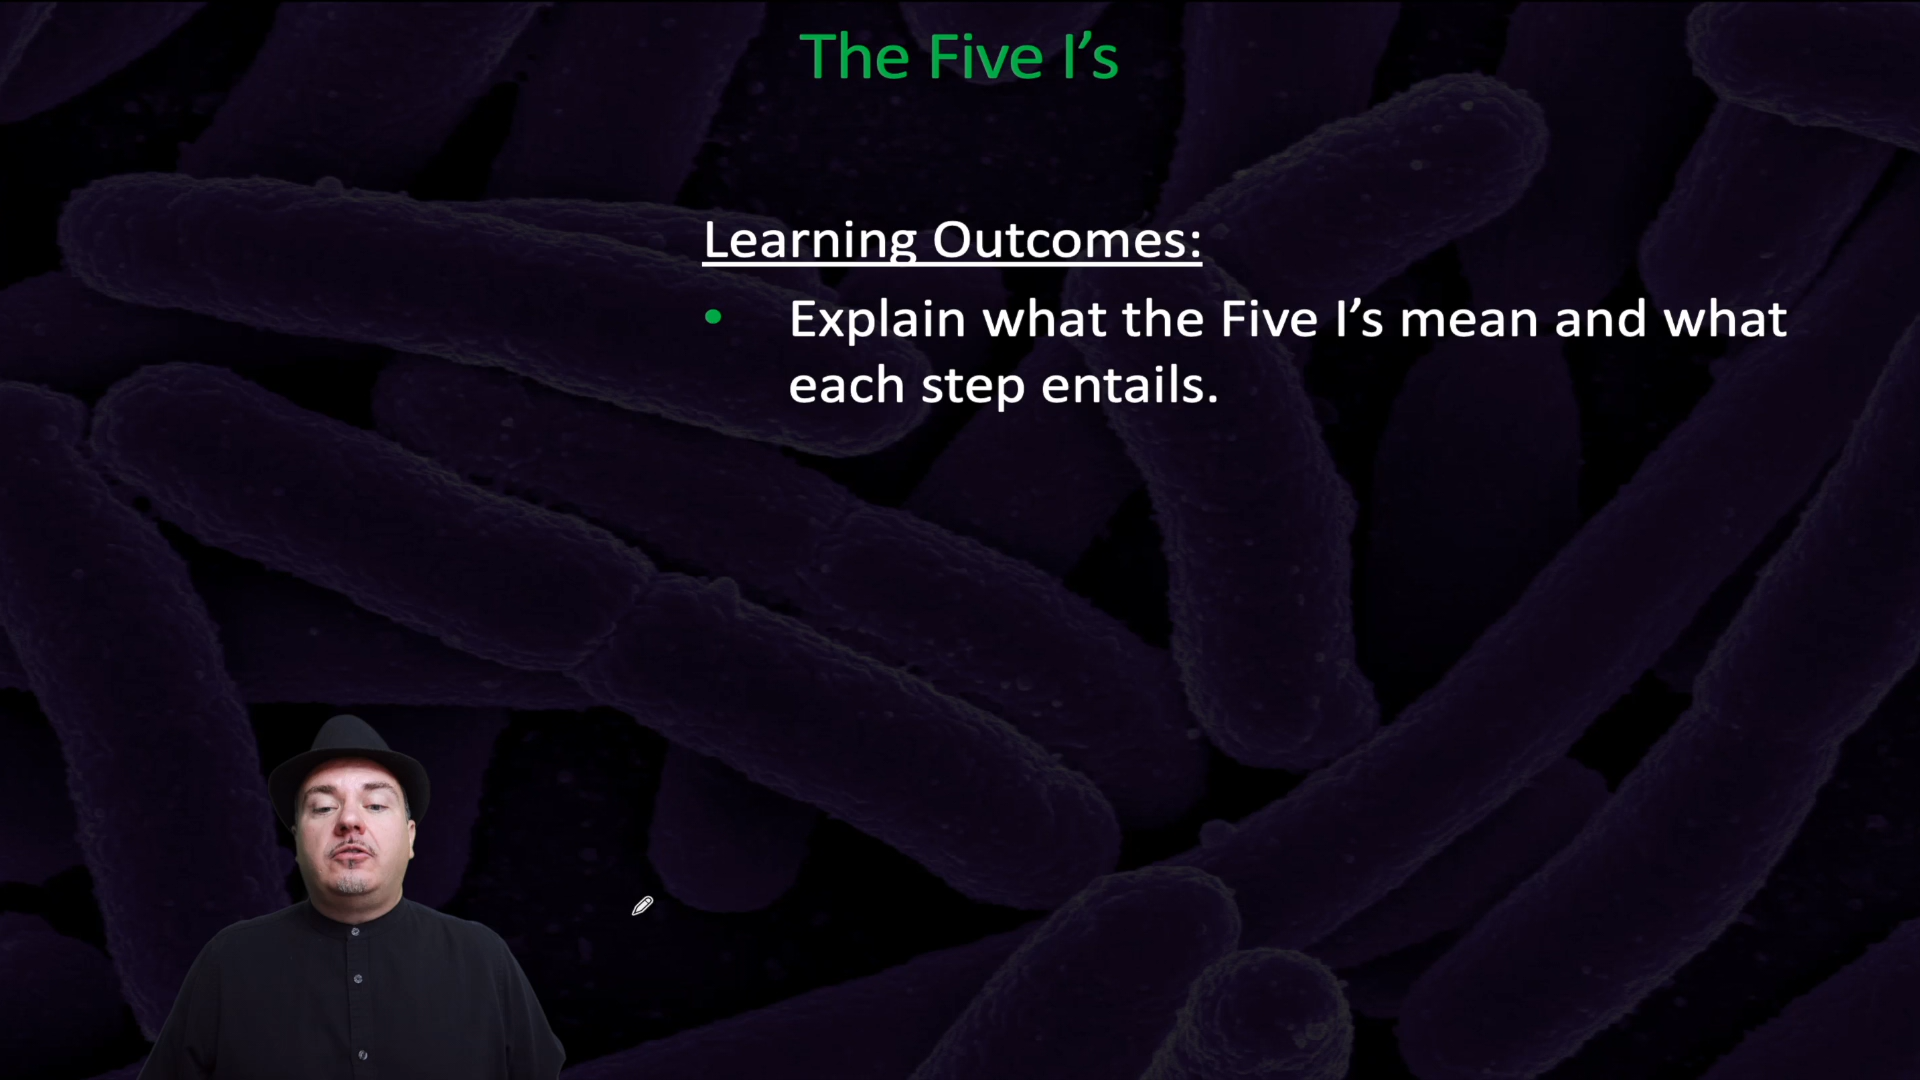 The Five I’s
Learning Outcomes:
• Explain what the Five I’s mean and what
each step entails.